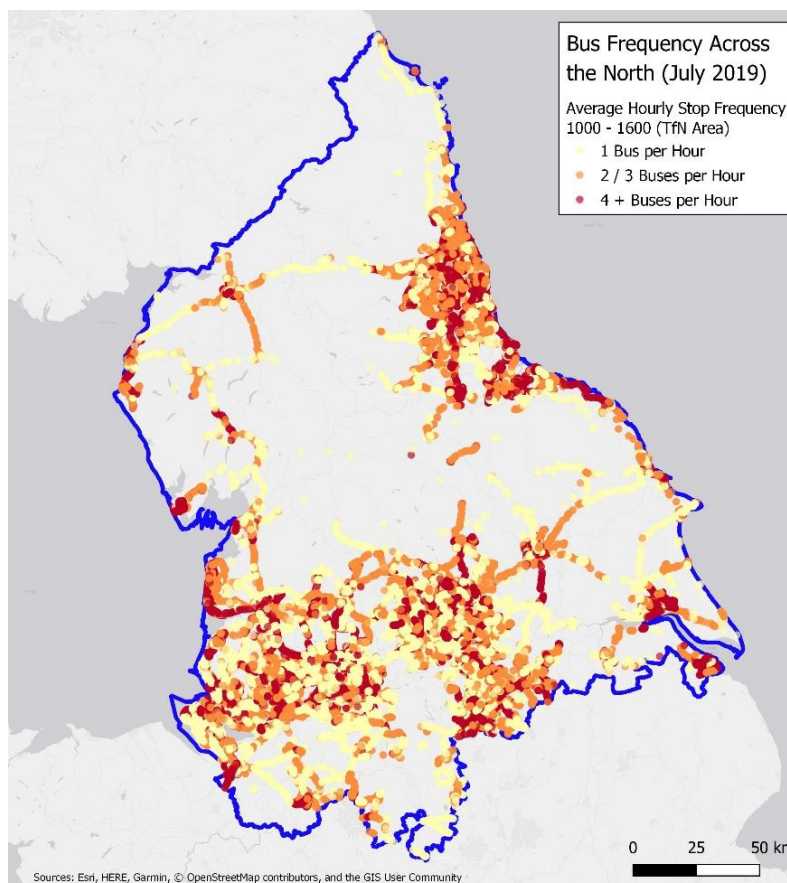 Bus Frequency Across
the North (July 2019)
Average Hourly Stop Frequency
1000 - 1600 (TfN Area)
1 Bus per Hour
2 / 3 Buses per Hour
4 + Buses per Hour
0 25 50 km
Sources: Esri, HERE, Garmin, © OpenStreetMap contributors, and the GIS User Community